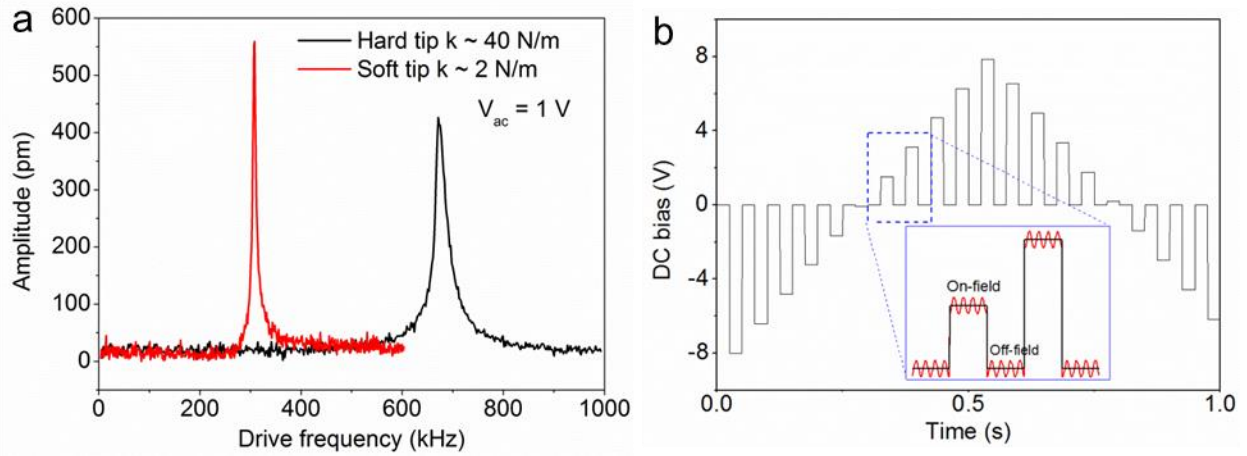 a
600
500
400
300
200
100
0
Amplitude (pm)
Hard tip k ~ 40 N/m
Soft tip k ~ 2 N/m
V_ac = 1 V
0 200 400 600 800 1000
Drive frequency (kHz)
b
8
4
0
-4
-8
DC bias (V)
On-field
Off-field
0.0 0.5 1.0
Time (s)